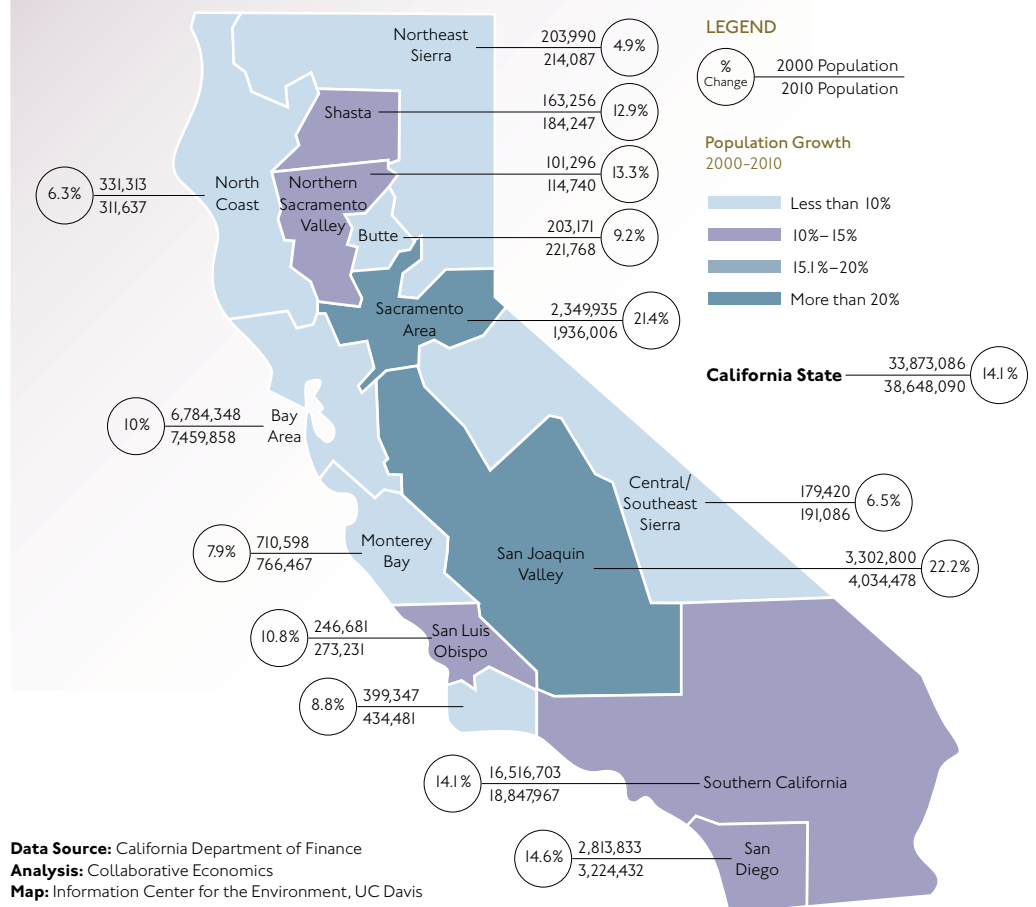 Northeast
Sierra
203,990
214,087
4.9%
LEGEND
%
Change
2000 Population
2010 Population
Shasta
163,256
184,247
12.9%
Population Growth
2000-2010
Less than 10%
10%–15%
15.1%–20%
More than 20%
6.3%
331,313
311,637
North
Coast
Northern
Sacramento
Valley
101,296
114,740
13.3%
Butte
203,171
221,768
9.2%
Sacramento
Area
2,349,935
1,936,006
21.4%
California State
33,873,086
38,648,090
14.1%
10%
6,784,348
7,459,858
Bay
Area
Central/
Southeast
Sierra
179,420
191,086
6.5%
7.9%
710,598
766,467
Monterey
Bay
San Joaquin
Valley
3,302,800
4,034,478
22.2%
10.8%
246,681
273,231
San Luis
Obispo
8.8%
399,347
434,481
14.1%
16,516,703
18,847,967
Southern California
14.6%
2,813,833
3,224,432
San
Diego
Data Source: California Department of Finance
Analysis: Collaborative Economics
Map: Information Center for the Environment, UC Davis